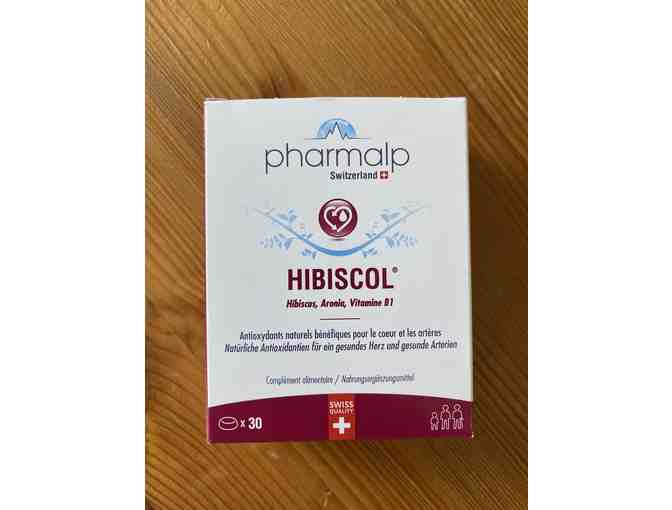 pharmalp
Switzerland
HIBISCOL®
Hibiscus, Aronia, Vitamine B1
Antioxydants naturels bénéfiques pour le coeur et les artères
Natürliche Antioxidantien für ein gesundes Herz und gesunde Arterien
Complément alimentaire / Nahrungsergänzungsmittel
x 30
SWISS
QUALITY